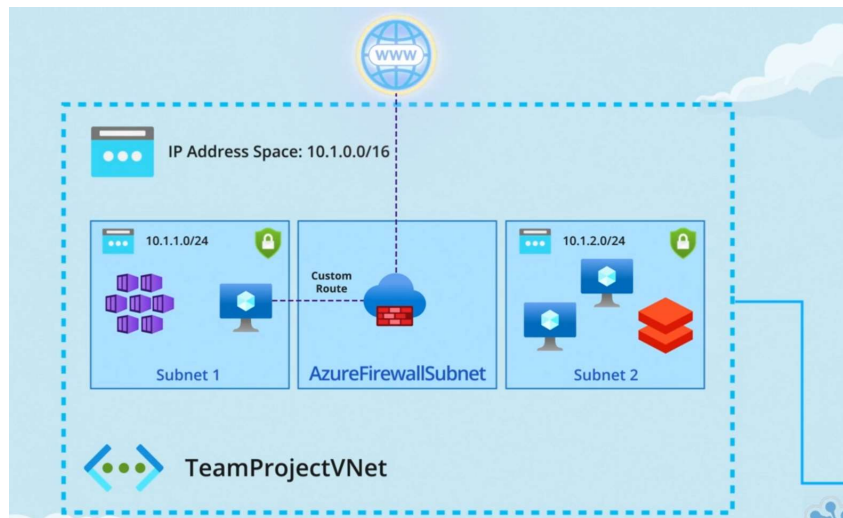 WWW
IP Address Space: 10.1.0.0/16
10.1.1.0/24
10.1.2.0/24
Custom
Route
Subnet 1
AzureFirewallSubnet
Subnet 2
TeamProjectVNet